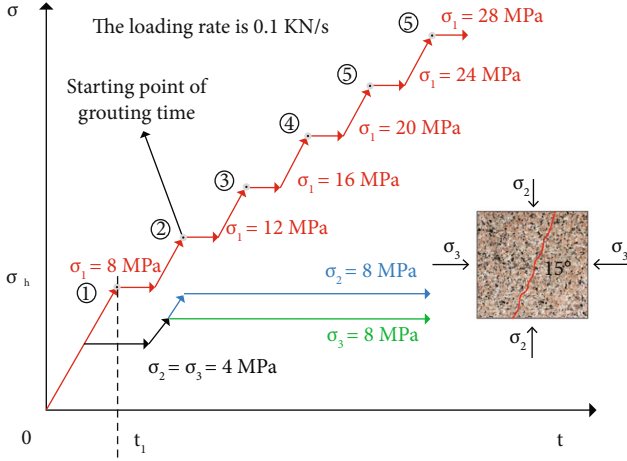 σ
The loading rate is 0.1 KN/s
⑤
σ₁ = 28 MPa
⑤
σ₁ = 24 MPa
Starting point of
grouting time
④
σ₁ = 20 MPa
③
σ₁ = 16 MPa
②
σ₁ = 12 MPa
σ₁ = 8 MPa
①
σ h
σ₂ = 8 MPa
σ₃ = 8 MPa
σ₂ = σ₃ = 4 MPa
σ₂
σ₃
σ₃
15°
σ₂
0
t₁
t